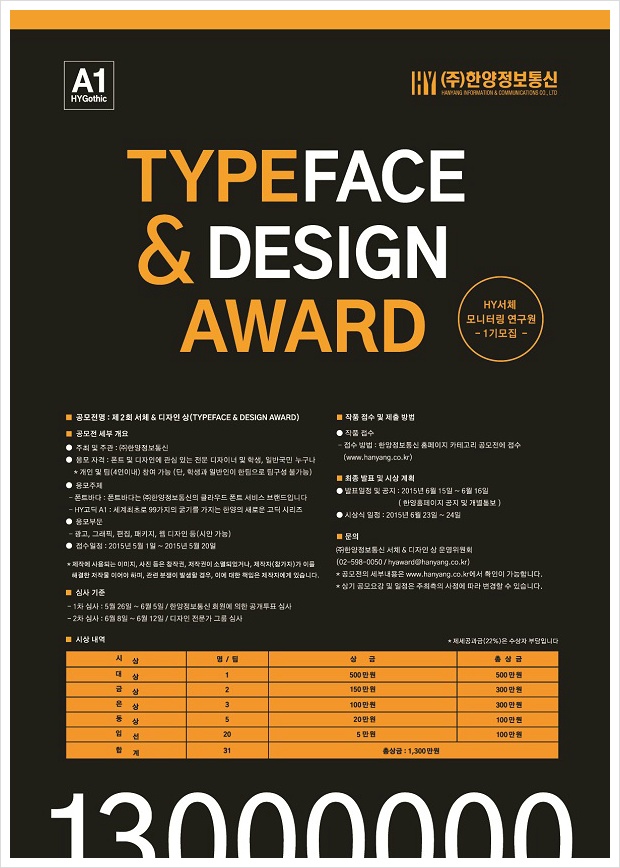 A1
HYGothic
HY (주)한양정보통신
HANYANG INFORMATION & COMMUNICATIONS CO., LTD
TYPEFACE
& DESIGN
AWARD
HY서체
모니터링 연구원
- 1기모집 -
■ 공모전명 : 제 2회 서체 & 디자인 상(TYPEFACE & DESIGN AWARD)
■ 공모전 세부 개요
● 주최 및 주관 : ㈜한양정보통신
● 응모 자격 : 폰트 및 디자인에 관심 있는 전문 디자이너 및 학생, 일반국민 누구나
* 개인 및 팀(4인이내) 참여 가능 (단, 학생과 일반인이 한팀으로 팀구성 불가능)
● 응모주제
- 폰트바다 : 폰트바다는 ㈜한양정보통신의 클라우드 폰트 서비스 브랜드입니다
- HY고딕 A1 : 세계최초로 99가지의 굵기를 가지는 한양의 새로운 고딕 시리즈
● 응모부문
- 광고, 그래픽, 편집, 패키지, 웹 디자인 등(시안 가능)
● 접수일정 : 2015년 5월 1일 ~ 2015년 5월 20일
* 제작에 사용되는 이미지, 사진 등은 창작권, 저작권이 소멸되었거나, 제작자(참가자)가 이를
해결한 저작물 이어야 하며, 관련 분쟁이 발생될 경우, 이에 대한 책임은 제작자에게 있습니다.
■ 심사 기준
- 1차 심사 : 5월 26일 ~ 6월 5일 / 한양정보통신 회원에 의한 공개투표 심사
- 2차 심사 : 6월 8일 ~ 6월 12일 / 디자인 전문가 그룹 심사
■ 작품 접수 및 제출 방법
● 작품 접수
- 접수 방법 : 한양정보통신 홈페이지 카테고리 공모전에 접수
(www.hanyang.co.kr)
■ 최종 발표 및 시상 계획
● 발표일정 및 공지 : 2015년 6월 15일 ~ 6월 16일
( 한양홈페이지 공지 및 개별통보 )
● 시상식 일정 : 2015년 6월 23일 ~ 24일
■ 문의
㈜한양정보통신 서체 & 디자인 상 운영위원회
(02-598-0050 / hyaward@hanyang.co.kr)
* 공모전의 세부내용은 www.hanyang.co.kr에서 확인이 가능합니다.
* 상기 공모요강 및 일정은 주최측의 사정에 따라 변경할 수 있습니다.
■ 시상 내역
* 제세공과금(22%)은 수상자 부담입니다
시 상 명 / 팀 상 금 총 상 금
대 상 1 500만원 500만원
금 상 2 150만원 300만원
은 상 3 100만원 300만원
동 상 5 20만원 100만원
입 선 20 5만원 100만원
합 계 31 총상금 : 1,300만원
13000000